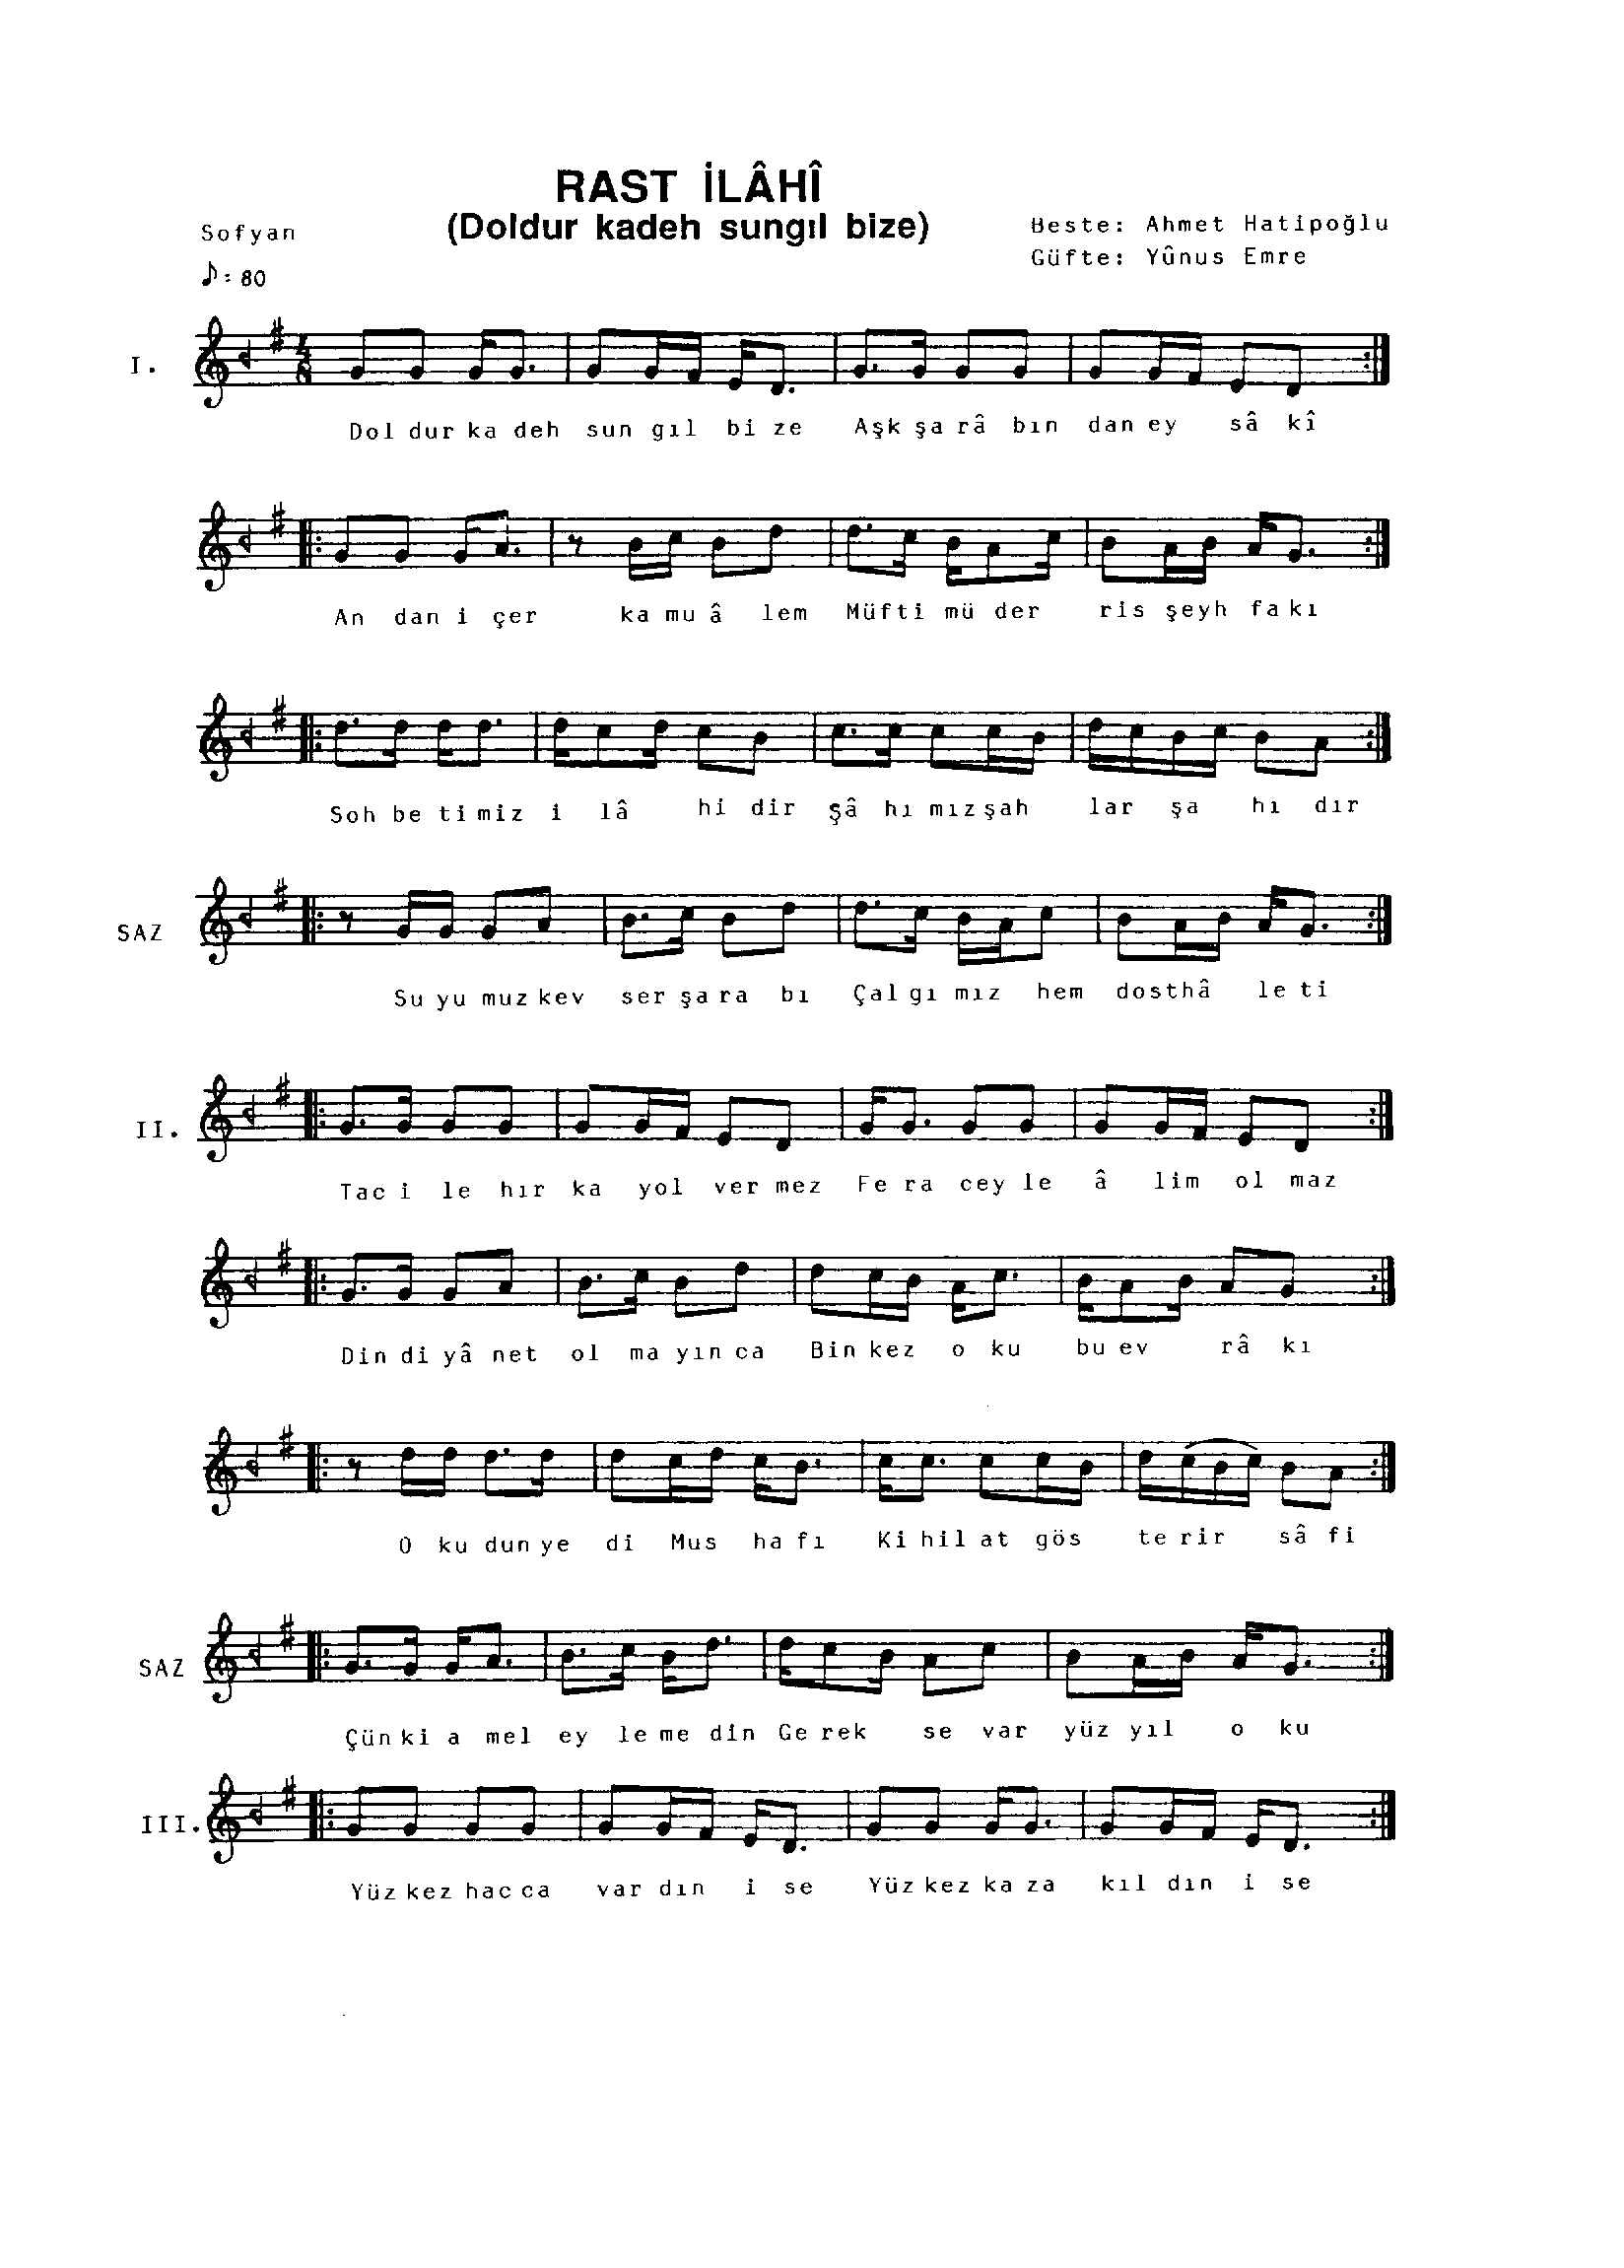 RAST İLÂHÎ
(Doldur kadeh sungıl bize)
Sofyan
Beste: Ahmet Hatipoğlu
Güfte: Yûnus Emre
♪= 80
I.
4/8
Dol dur ka deh sun gıl bi ze Aşk şa râ bın dan ey sâ kî
An dan i çer ka mu â lem Müf ti mü der ris şeyh fa kı
Soh be ti miz i lâ hi dir Şâ hı mız şah lar şa hı dır
SAZ
Su yu muz kev ser şa ra bı Çal gı mız hem dost hâ le ti
II.
Tac i le hır ka yol ver mez Fe ra cey le â lim ol maz
Din di yâ net ol ma yın ca Bin kez o ku bu ev râ kı
O ku dun ye di Mus ha fı Ki hil at gös te rir sâ fi
SAZ
Çün ki a mel ey le me din Ge rek se var yüz yıl o ku
III.
Yüz kez hac ca var dın i se Yüz kez ka za kıl dın i se